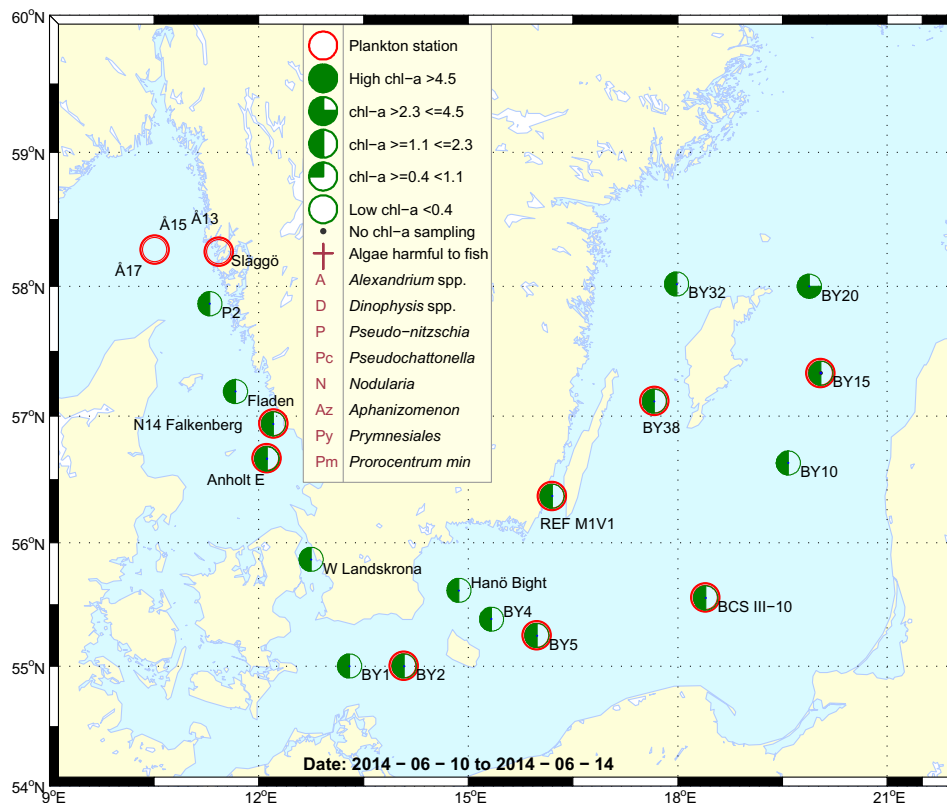 60°N
59°N
58°N
57°N
56°N
55°N
54°N
9°E
12°E
15°E
18°E
21°E
Plankton station
High chl−a >4.5
chl−a >2.3 <=4.5
chl−a >=1.1 <=2.3
chl−a >=0.4 <1.1
Low chl−a <0.4
No chl−a sampling
Algae harmful to fish
A Alexandrium spp.
D Dinophysis spp.
P Pseudo−nitzschia
Pc Pseudochattonella
N Nodularia
Az Aphanizomenon
Py Prymnesiales
Pm Prorocentrum min
Å13
Å15
Å17
Släggö
P2
BY32
BY20
BY15
Fladen
N14 Falkenberg
BY38
Anholt E
BY10
REF M1V1
W Landskrona
Hanö Bight
BY4
BCS III−10
BY5
BY1
BY2
Date: 2014 − 06 − 10 to 2014 − 06 − 14